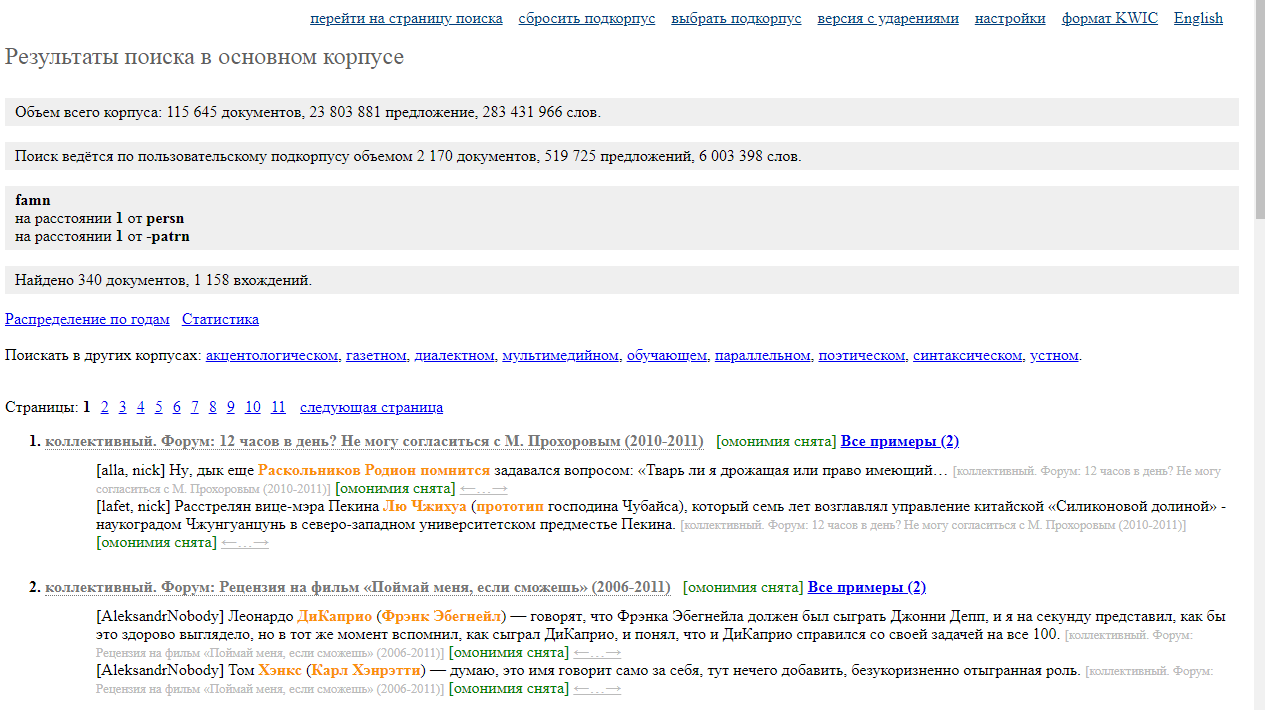 перейти на страницу поиска сбросить подкорпус выбрать подкорпус версия с ударениями настройки формат KWIC English
Результаты поиска в основном корпусе
Объем всего корпуса: 115 645 документов, 23 803 881 предложение, 283 431 966 слов.
Поиск ведётся по пользовательскому подкорпусу объемом 2 170 документов, 519 725 предложений, 6 003 398 слов.
famn
на расстоянии 1 от persn
на расстоянии 1 от -patrn
Найдено 340 документов, 1 158 вхождений.
Распределение по годам Статистика
Поискать в других корпусах: акцентологическом, газетном, диалектном, мультимедийном, обучающем, параллельном, поэтическом, синтаксическом, устном.
Страницы: 1 2 3 4 5 6 7 8 9 10 11 следующая страница
1. коллективный. Форум: 12 часов в день? Не могу согласиться с М. Прохоровым (2010-2011) [омонимия снята] Все примеры (2)
[alla, nick] Ну, дык еще Раскольников Родион помнится задавался вопросом: «Тварь ли я дрожащая или право имеющий… [коллективный. Форум: 12 часов в день? Не могу
согласиться с М. Прохоровым (2010-2011)] [омонимия снята] ←…→
[lafet, nick] Расстрелян вице-мэра Пекина Лю Чжихуа (прототип господина Чубайса), который семь лет возглавлял управление китайской «Силиконовой долиной» -
наукоградом Чжунгуанцунь в северо-западном университетском предместье Пекина. [коллективный. Форум: 12 часов в день? Не могу согласиться с М. Прохоровым (2010-2011)]
[омонимия снята] ←…→
2. коллективный. Форум: Рецензия на фильм «Поймай меня, если сможешь» (2006-2011) [омонимия снята] Все примеры (2)
[AleksandrNobody] Леонардо ДиКаприо (Фрэнк Эбегнейл) — говорят, что Фрэнка Эбегнейла должен был сыграть Джонни Депп, и я на секунду представил, как бы
это здорово выглядело, но в тот же момент вспомнил, как сыграл ДиКаприо, и понял, что и ДиКаприо справился со своей задачей на все 100. [коллективный. Форум:
Рецензия на фильм «Поймай меня, если сможешь» (2006-2011)] [омонимия снята] ←…→
[AleksandrNobody] Том Хэнкс (Карл Хэнрэтти) — думаю, это имя говорит само за себя, тут нечего добавить, безукоризненно отыгранная роль. [коллективный. Форум:
Рецензия на фильм «Поймай меня, если сможешь» (2006-2011)] [омонимия снята] ←…→